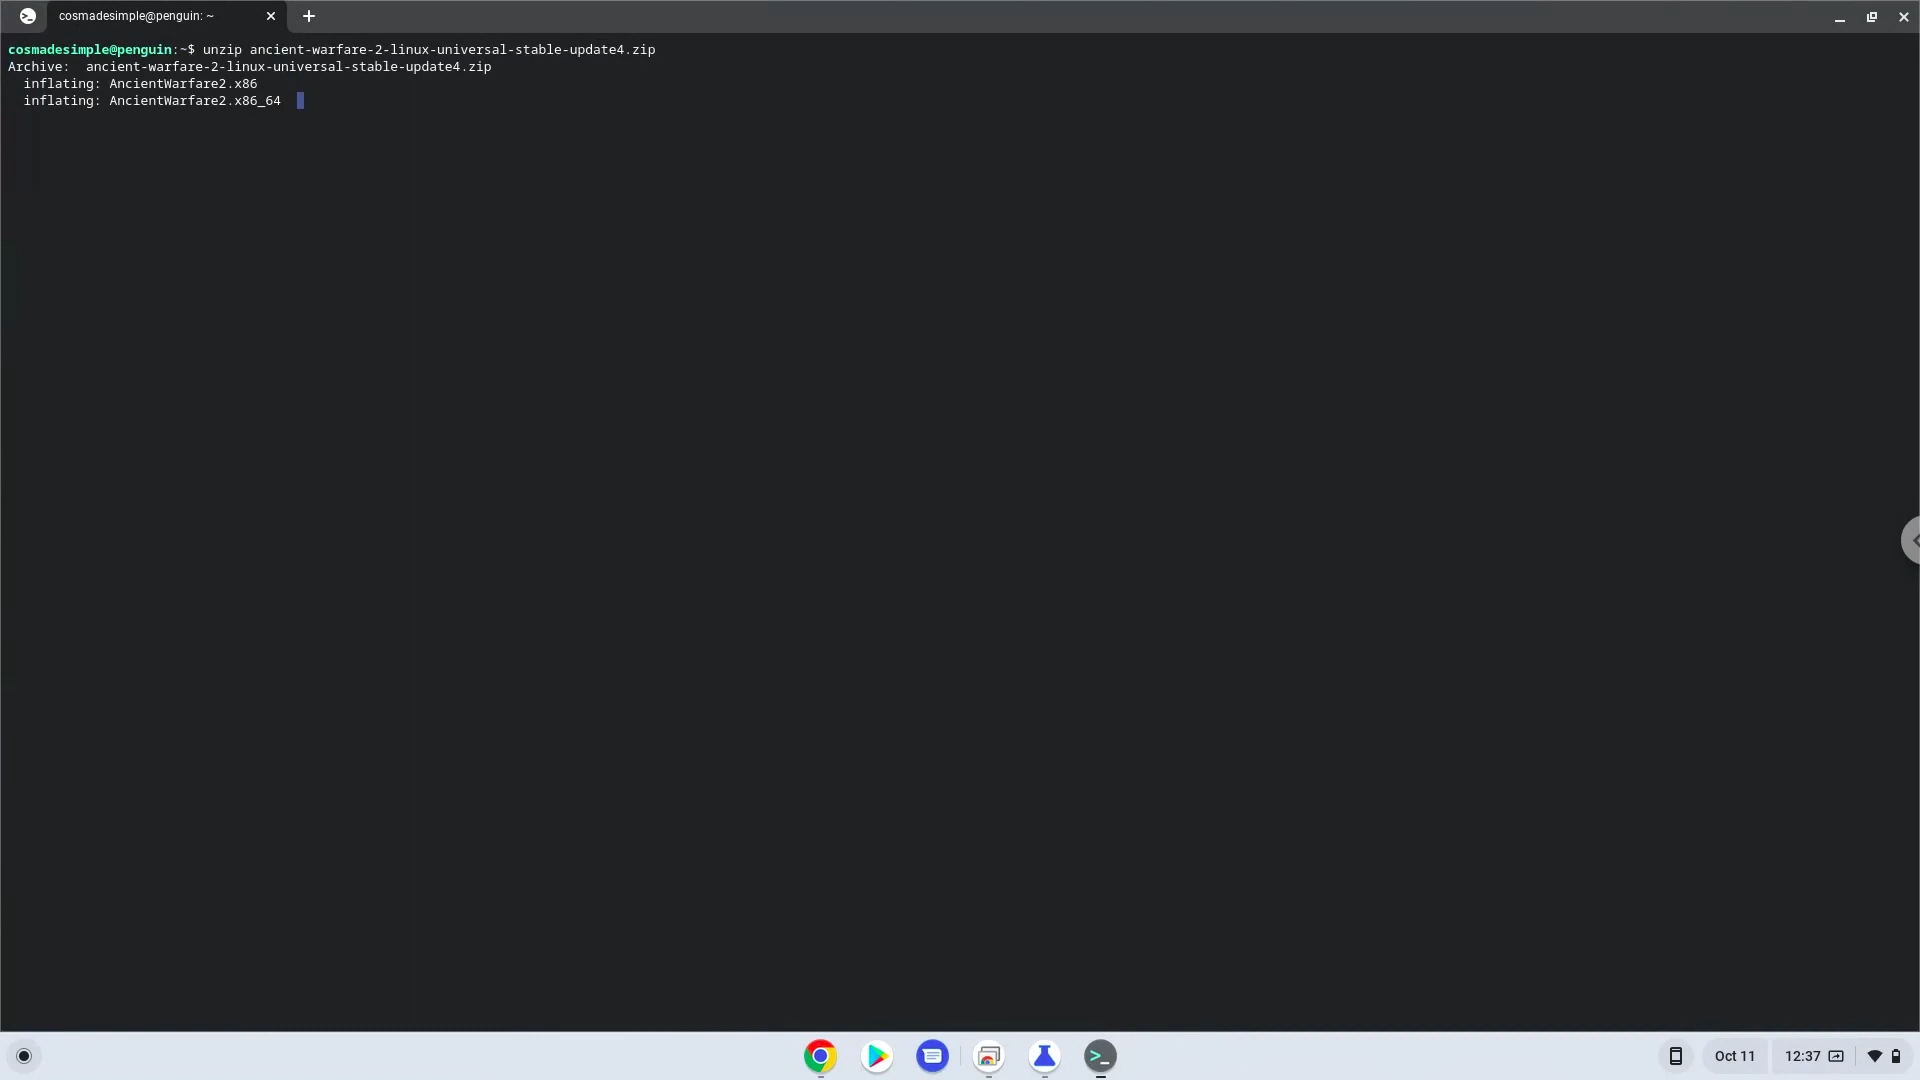 cosmadesimple@penguin: ~
cosmadesimple@penguin:~$ unzip ancient-warfare-2-linux-universal-stable-update4.zip
Archive:  ancient-warfare-2-linux-universal-stable-update4.zip
  inflating: AncientWarfare2.x86
  inflating: AncientWarfare2.x86_64
Oct 11 12:37